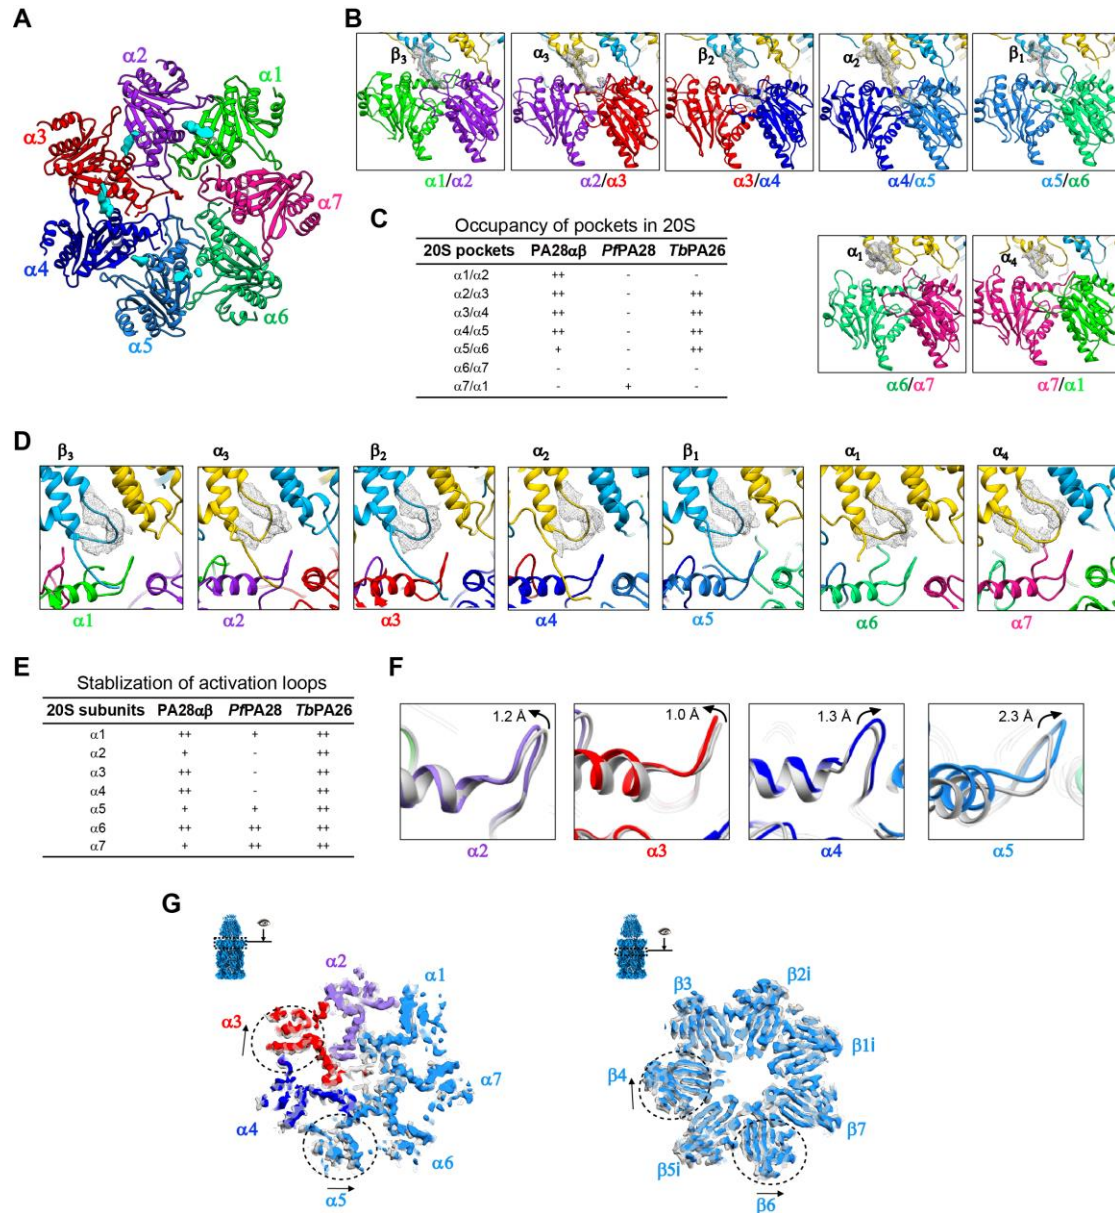 A
α2
α1
α3
α7
α4
α6
α5
B
β3
α3
β2
α2
β1
α1/α2
α2/α3
α3/α4
α4/α5
α5/α6
C
Occupancy of pockets in 20S
20S pockets PA28αβ PfPA28 TbPA26
α1/α2 ++ - -
α2/α3 ++ - ++
α3/α4 ++ - ++
α4/α5 ++ - ++
α5/α6 + - ++
α6/α7 - - -
α7/α1 - + -
α1
α4
α6/α7
α7/α1
D
β3
α3
β2
α2
β1
α1
α4
α1
α2
α3
α4
α5
α6
α7
E
Stablization of activation loops
20S subunits PA28αβ PfPA28 TbPA26
α1 ++ + ++
α2 + - ++
α3 ++ - ++
α4 ++ - ++
α5 + + ++
α6 ++ ++ ++
α7 + ++ ++
F
1.2 Å
1.0 Å
1.3 Å
2.3 Å
α2
α3
α4
α5
G
α2
α1
α3
α7
α4
α6
α5
β3
β2i
β1i
β4
β7
β5i
β6